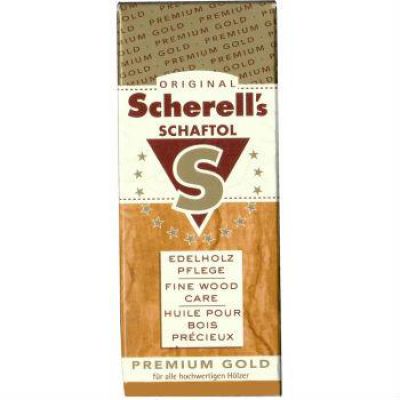 PREMIUM GOLD
ORIGINAL
Scherell's
SCHAFTOL
S
EDELHOLZ
PFLEGE
FINE WOOD
CARE
HUILE POUR
BOIS
PRÉCIEUX
PREMIUM GOLD
für alle hochwertigen Hölzer